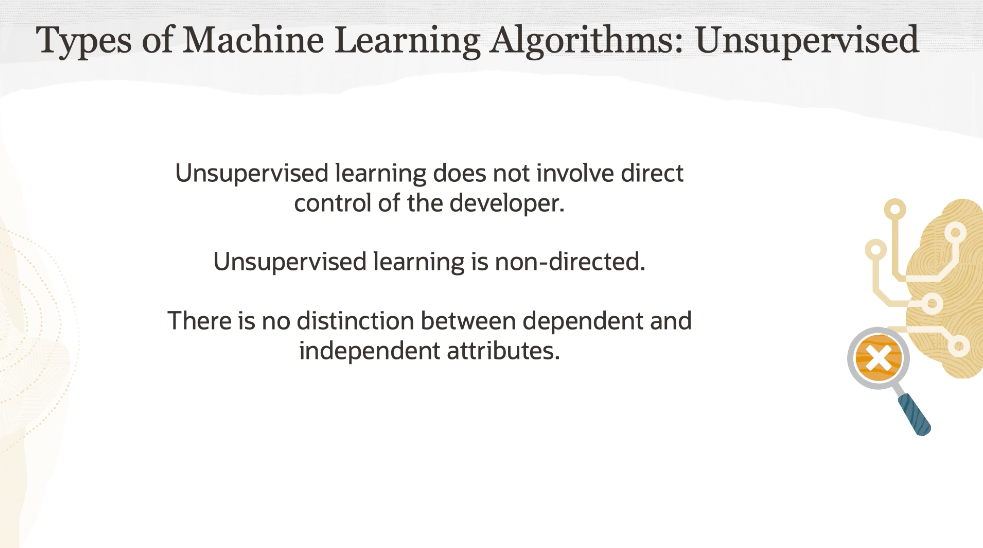 Types of Machine Learning Algorithms: Unsupervised
Unsupervised learning does not involve direct
control of the developer.
Unsupervised learning is non-directed.
There is no distinction between dependent and
independent attributes.